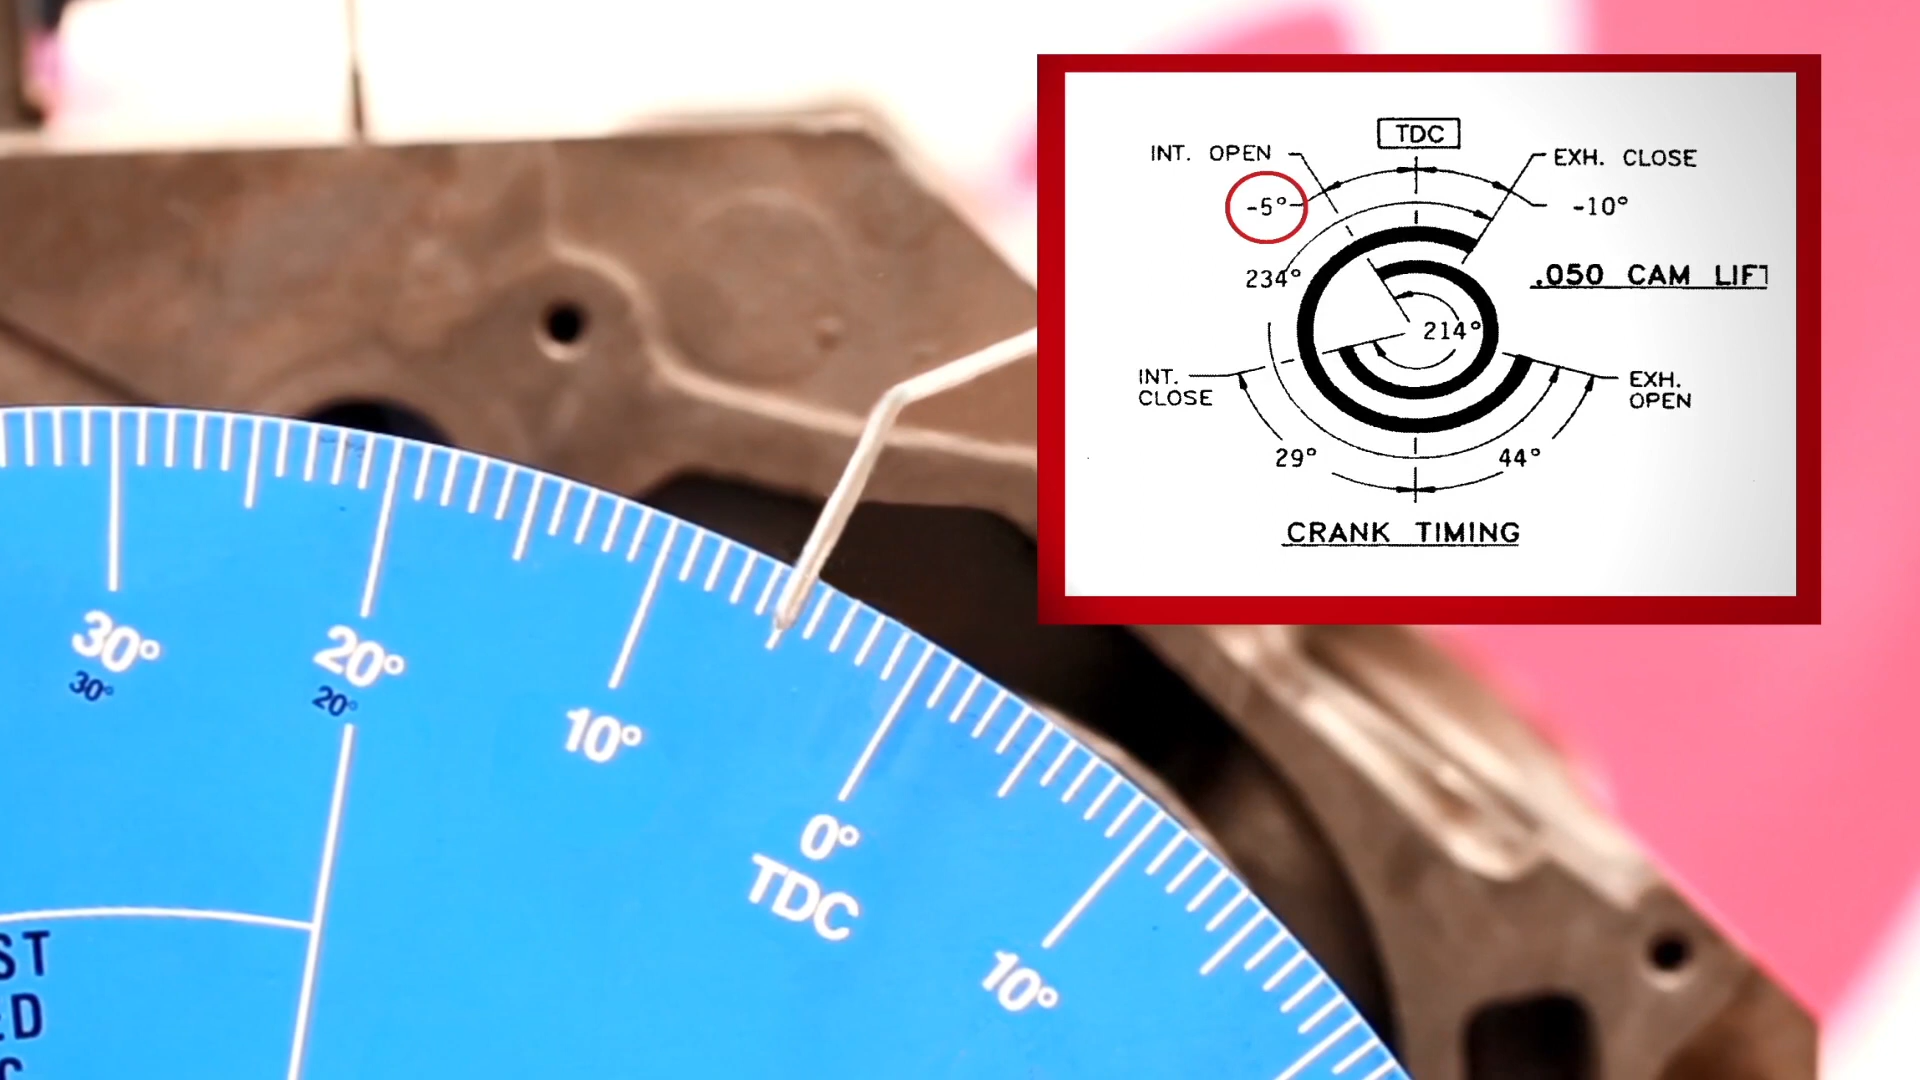 TDC
INT. OPEN
EXH. CLOSE
-5°
-10°
234°
.050 CAM LIFT
214°
INT.
CLOSE
EXH.
OPEN
29°
44°
CRANK TIMING
30°
30°
20°
20°
10°
0°
TDC
10°
ST